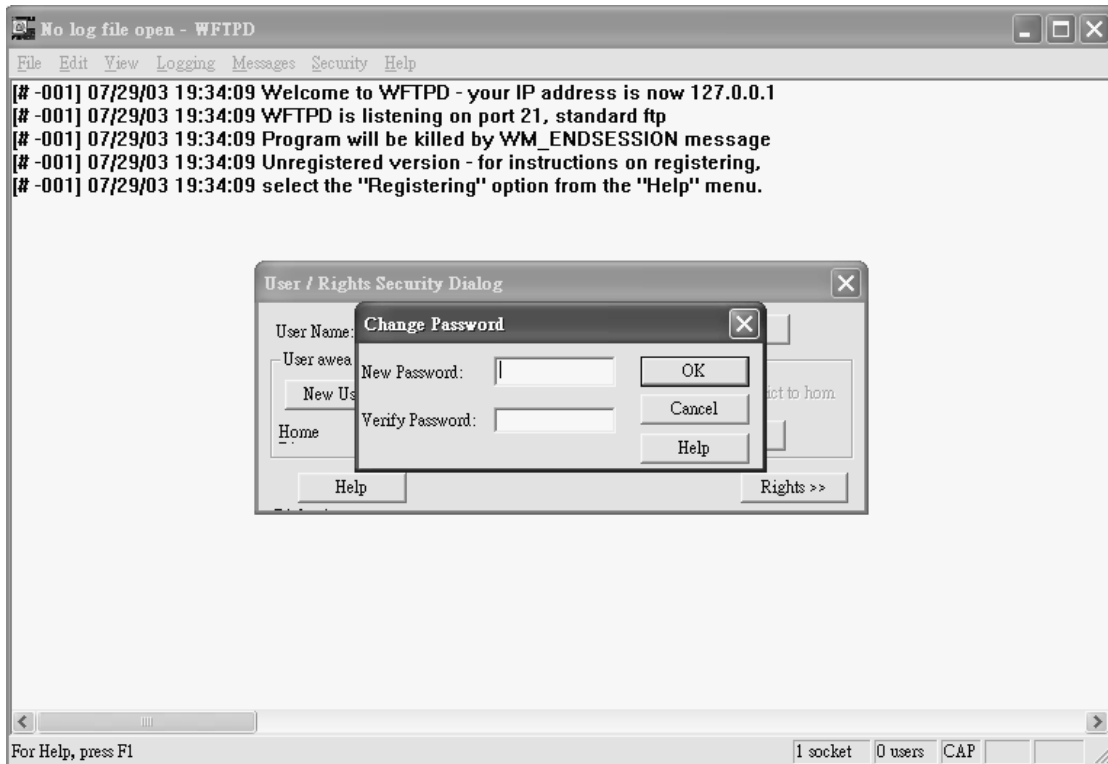 No log file open - WFTPD
File Edit View Logging Messages Security Help
[# -001] 07/29/03 19:34:09 Welcome to WFTPD - your IP address is now 127.0.0.1
[# -001] 07/29/03 19:34:09 WFTPD is listening on port 21, standard ftp
[# -001] 07/29/03 19:34:09 Program will be killed by WM_ENDSESSION message
[# -001] 07/29/03 19:34:09 Unregistered version - for instructions on registering,
[# -001] 07/29/03 19:34:09 select the "Registering" option from the "Help" menu.
User / Rights Security Dialog
User Name:
Change Password
User awea
New Password:
OK
New Us
Verify Password:
Cancel
Home
Help
Help
Rights >>
For Help, press F1
1 socket 0 users CAP